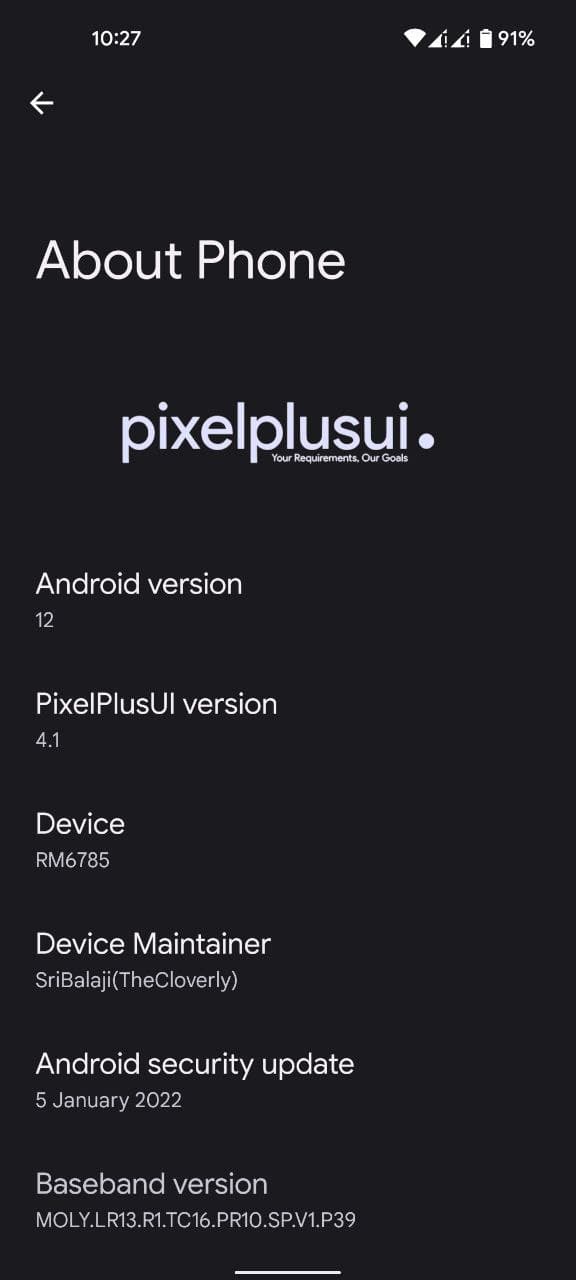 10:27
91%
About Phone
pixelplusui.
Your Requirements, Our Goals
Android version
12
PixelPlusUI version
4.1
Device
RM6785
Device Maintainer
SriBalaji(TheCloverly)
Android security update
5 January 2022
Baseband version
MOLY.LR13.R1.TC16.PR10.SP.V1.P39